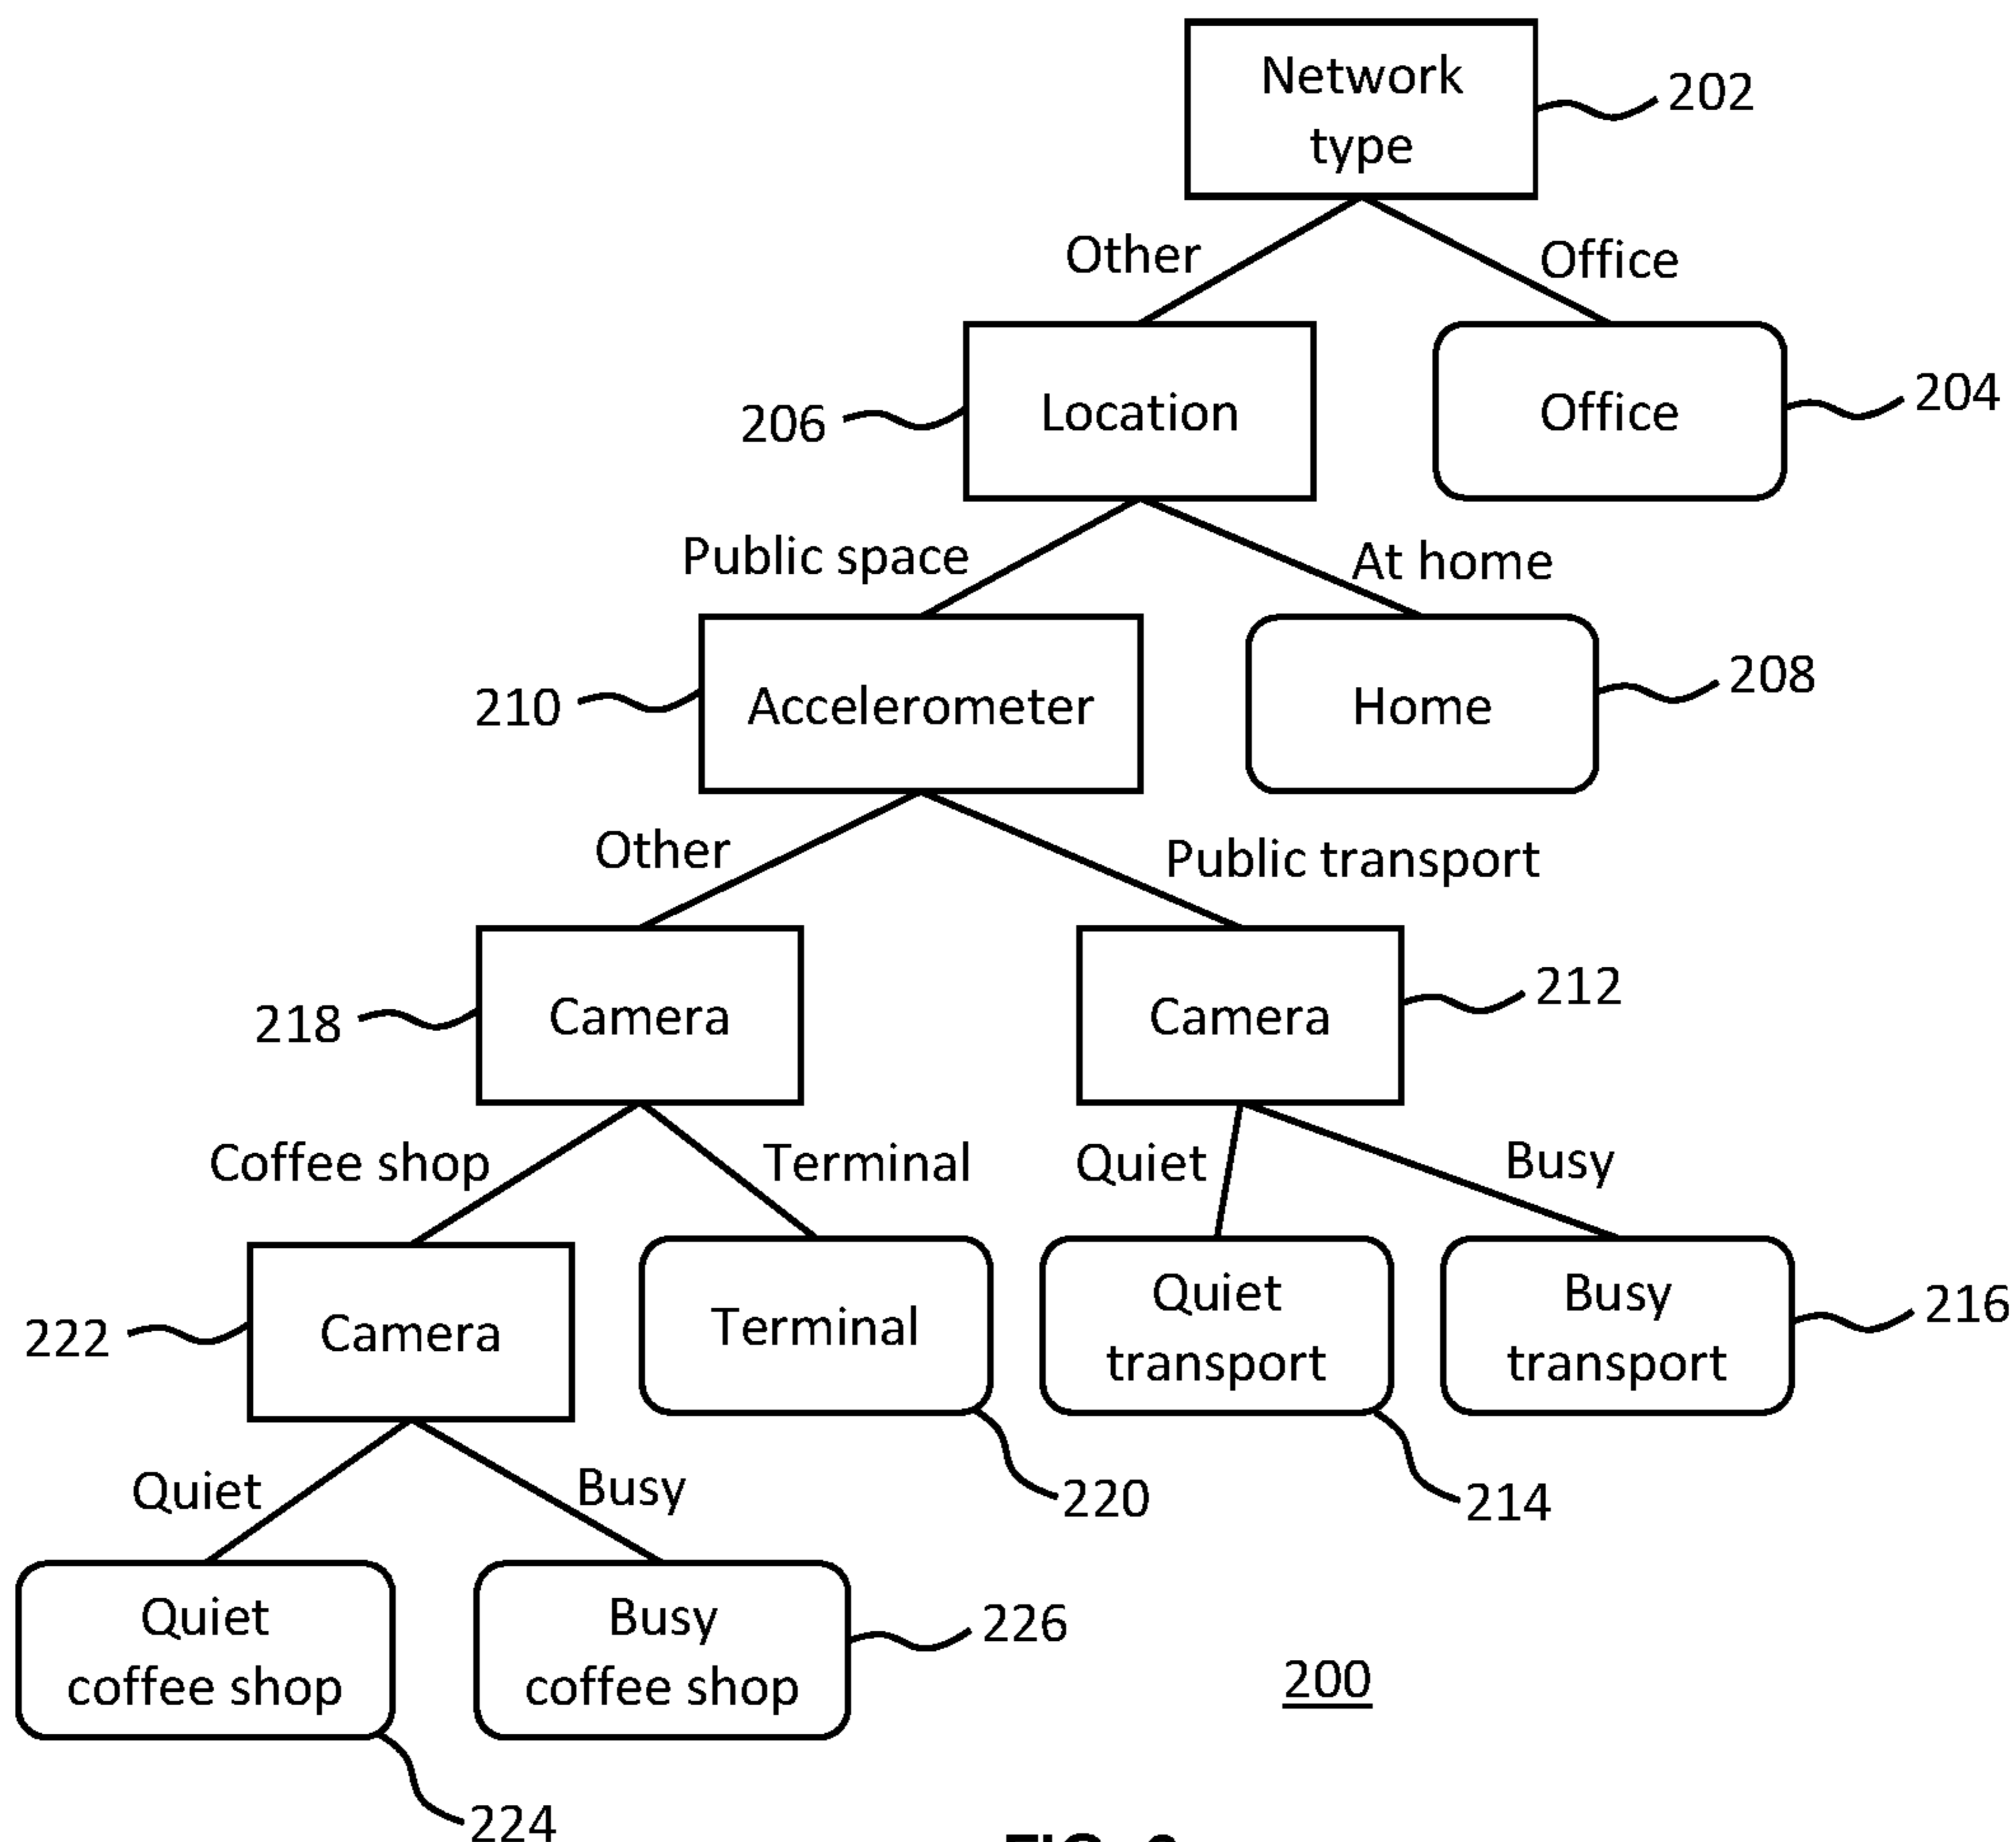 Network
type
202
Other
Office
Location
206
Office
204
Public space
At home
Accelerometer
210
Home
208
Other
Public transport
Camera
218
Camera
212
Coffee shop
Terminal
Quiet
Busy
Camera
222
Terminal
220
Quiet
transport
214
Busy
transport
216
Quiet
Busy
Quiet
coffee shop
224
Busy
coffee shop
226
200